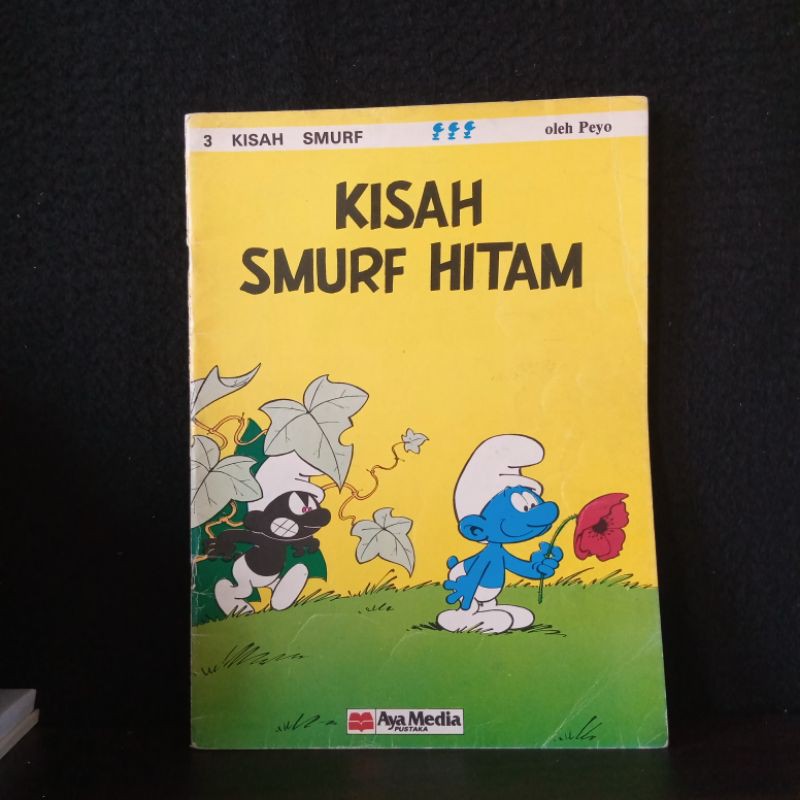 3 KISAH SMURF oleh Peyo
KISAH
SMURF HITAM
Aya Media
PUSTAKA